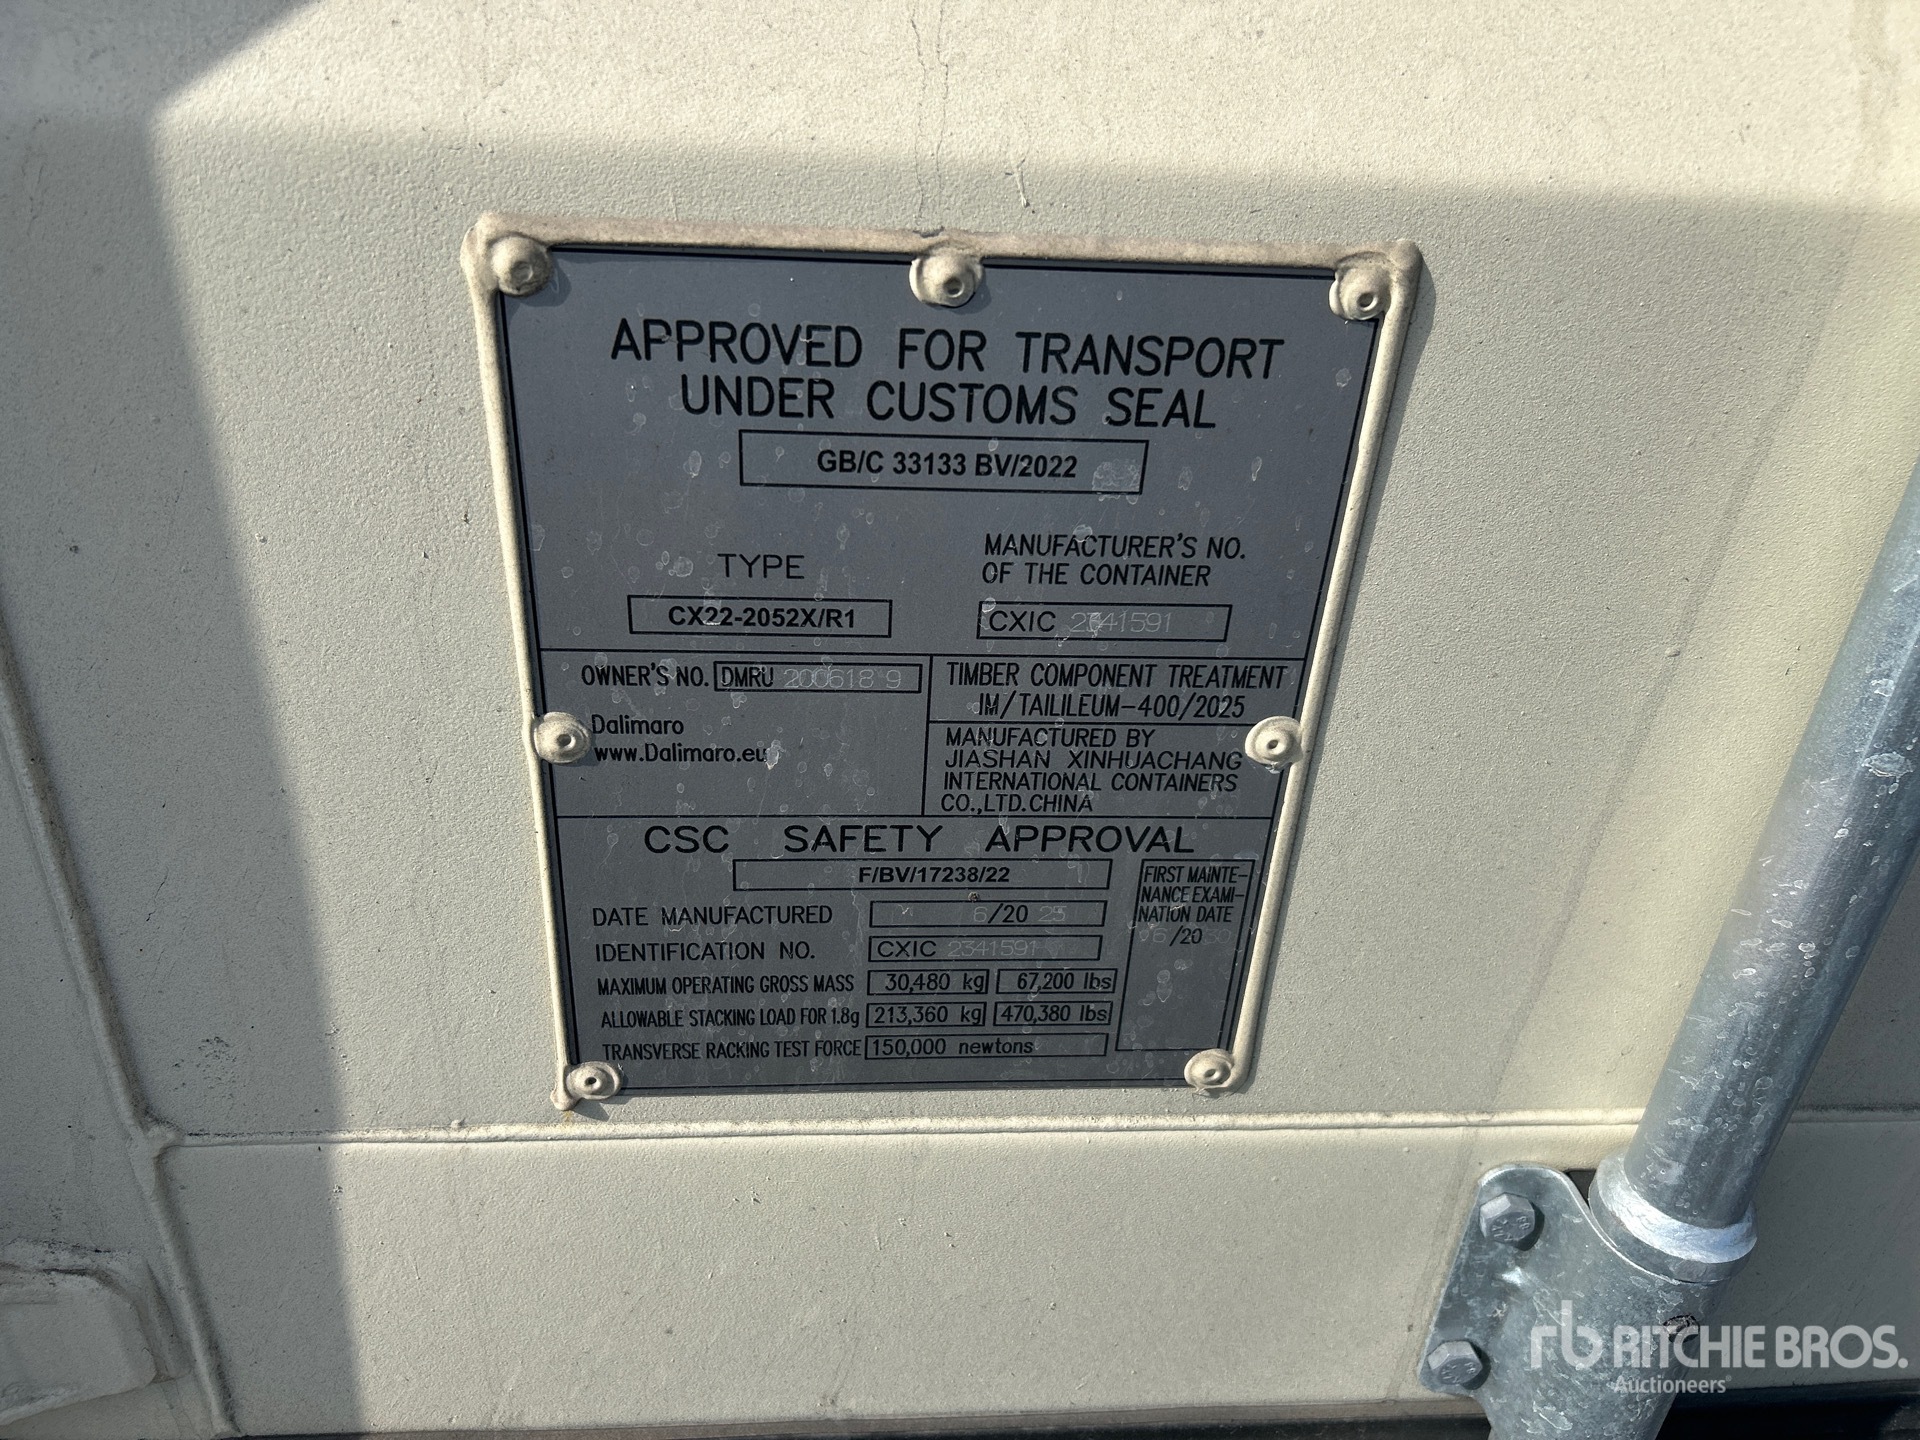 APPROVED FOR TRANSPORT
UNDER CUSTOMS SEAL
GB/C 33133 BV/2022
TYPE
CX22-2052X/R1
MANUFACTURER'S NO.
OF THE CONTAINER
CXIC 2341591
OWNER'S NO. DMRU 200618 9
Dalimaro
www.Dalimaro.eu
TIMBER COMPONENT TREATMENT
IM/TAILILEUM-400/2025
MANUFACTURED BY
JIASHAN XINHUACHANG
INTERNATIONAL CONTAINERS
CO.,LTD.CHINA
CSC SAFETY APPROVAL
F/BV/17238/22
DATE MANUFACTURED 6/20 23
IDENTIFICATION NO. CXIC 2341591
MAXIMUM OPERATING GROSS MASS 30,480 kg 67,200 lbs
ALLOWABLE STACKING LOAD FOR 1.8g 213,360 kg 470,380 lbs
TRANSVERSE RACKING TEST FORCE 150,000 newtons
FIRST MAINTE-
NANCE EXAMI-
NATION DATE
/20
rb RITCHIE BROS.
Auctioneers